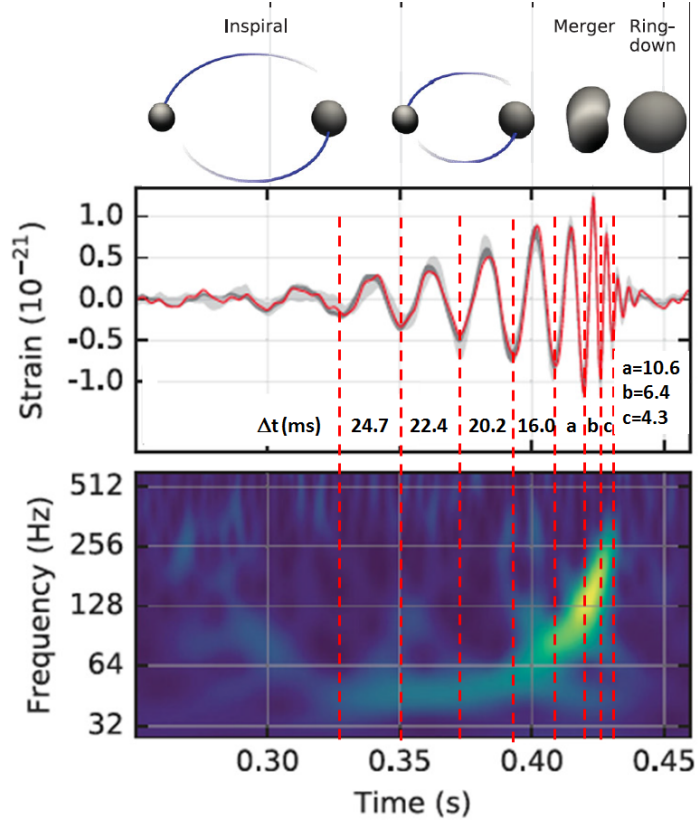 Inspiral
Merger
Ring-
down
Strain (10⁻²¹)
1.0
0.5
0.0
-0.5
-1.0
Δt (ms)
24.7
22.4
20.2
16.0
a
b
c
a=10.6
b=6.4
c=4.3
Frequency (Hz)
512
256
128
64
32
0.30
0.35
0.40
0.45
Time (s)